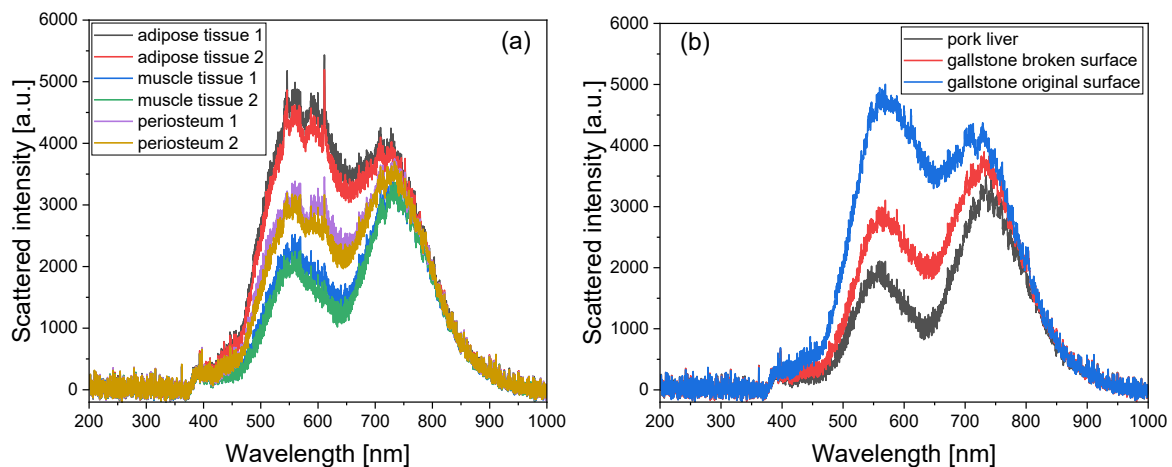 (a)
adipose tissue 1
adipose tissue 2
muscle tissue 1
muscle tissue 2
periosteum 1
periosteum 2
Scattered intensity [a.u.]
6000
5000
4000
3000
2000
1000
0
200 300 400 500 600 700 800 900 1000
Wavelength [nm]
(b)
pork liver
gallstone broken surface
gallstone original surface
Scattered intensity [a.u.]
6000
5000
4000
3000
2000
1000
0
200 300 400 500 600 700 800 900 1000
Wavelength [nm]